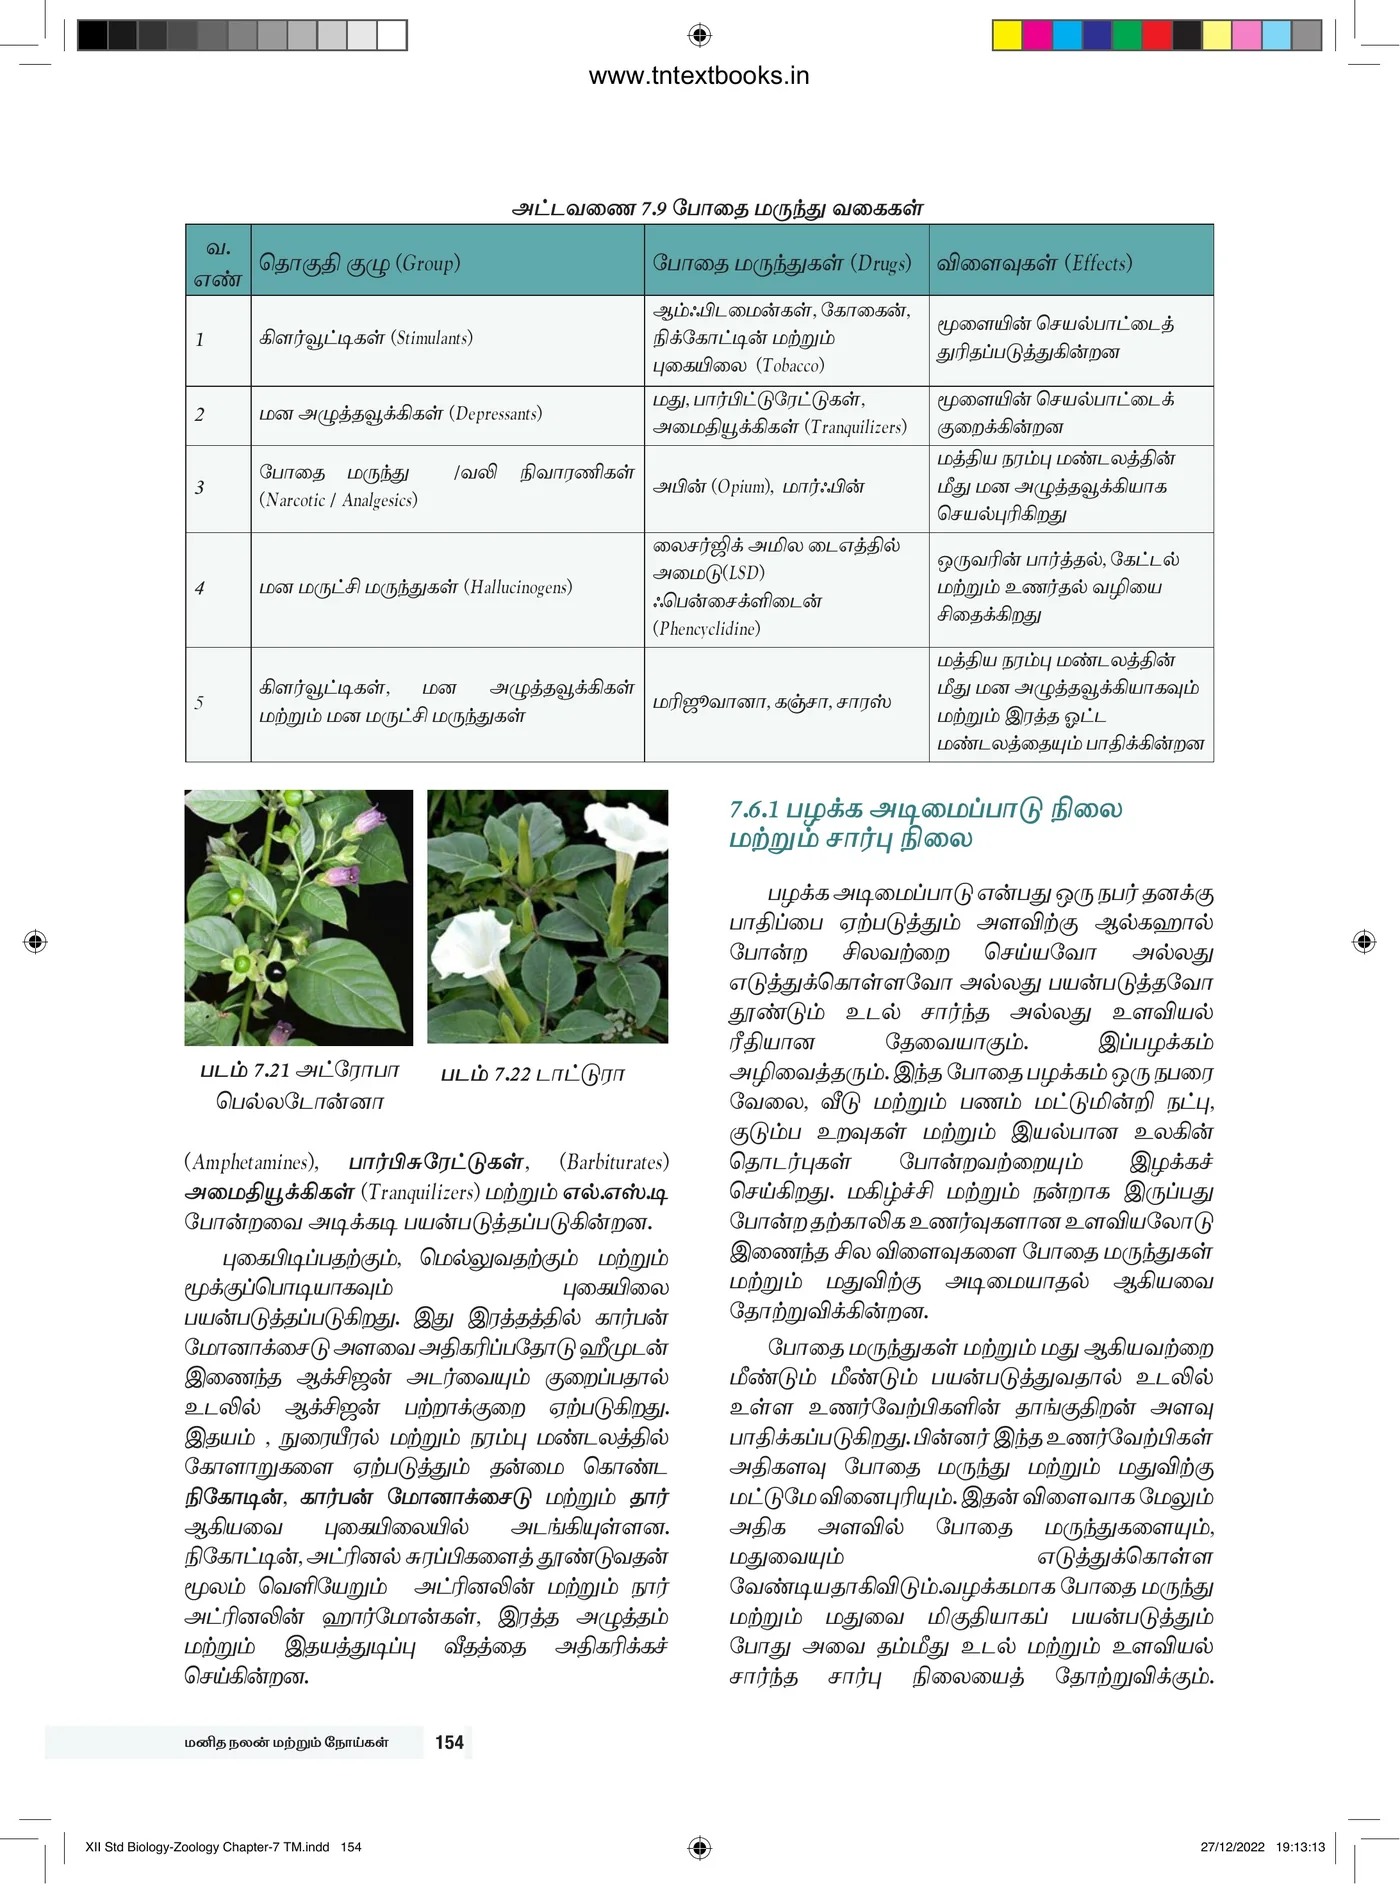 www.tntextbooks.in
அட்டவணை 7.9 போதை மருந்து வகைகள்
வ.
எண்
தொகுதி குழு (Group)
போதை மருந்துகள் (Drugs)
விளைவுகள் (Effects)
1
கிளர்வூட்டிகள் (Stimulants)
ஆம்ஃபிடமைன்கள், கோகைன்,
நிக்கோட்டின் மற்றும்
புகையிலை (Tobacco)
மூளையின் செயல்பாட்டைத்
துரிதப்படுத்துகின்றன
2
மன அழுத்தவூக்கிகள் (Depressants)
மது, பார்பிட்டுரேட்டுகள்,
அமைதியூக்கிகள் (Tranquilizers)
மூளையின் செயல்பாட்டைக்
குறைக்கின்றன
3
போதை மருந்து /வலி நிவாரணிகள்
(Narcotic / Analgesics)
அபின் (Opium), மார்ஃபின்
மத்திய நரம்பு மண்டலத்தின்
மீது மன அழுத்தவூக்கியாக
செயல்புரிகிறது
4
மன மருட்சி மருந்துகள் (Hallucinogens)
லைசர்ஜிக் அமில டைஎத்தில்
அமைடு(LSD)
ஃபென்சைக்ளிடைன்
(Phencyclidine)
ஒருவரின் பார்த்தல், கேட்டல்
மற்றும் உணர்தல் வழியை
சிதைக்கிறது
5
கிளர்வூட்டிகள், மன அழுத்தவூக்கிகள்
மற்றும் மன மருட்சி மருந்துகள்
மரிஜூவானா, கஞ்சா, சாரஸ்
மத்திய நரம்பு மண்டலத்தின்
மீது மன அழுத்தவூக்கியாகவும்
மற்றும் இரத்த ஓட்ட
மண்டலத்தையும் பாதிக்கின்றன
படம் 7.21 அட்ரோபா
பெல்லடோன்னா
படம் 7.22 டாட்டுரா
(Amphetamines), பார்பிசுரேட்டுகள், (Barbiturates)
அமைதியூக்கிகள் (Tranquilizers) மற்றும் எல்.எஸ்.டி
போன்றவை அடிக்கடி பயன்படுத்தப்படுகின்றன.
புகைபிடிப்பதற்கும், மெல்லுவதற்கும் மற்றும்
மூக்குப்பொடியாகவும் புகையிலை
பயன்படுத்தப்படுகிறது. இது இரத்தத்தில் கார்பன்
மோனாக்சைடு அளவை அதிகரிப்பதோடு ஹீமுடன்
இணைந்த ஆக்சிஜன் அடர்வையும் குறைப்பதால்
உடலில் ஆக்சிஜன் பற்றாக்குறை ஏற்படுகிறது.
இதயம் , நுரையீரல் மற்றும் நரம்பு மண்டலத்தில்
கோளாறுகளை ஏற்படுத்தும் தன்மை கொண்ட
நிகோடின், கார்பன் மோனாக்சைடு மற்றும் தார்
ஆகியவை புகையிலையில் அடங்கியுள்ளன.
நிகோட்டின், அட்ரினல் சுரப்பிகளைத் தூண்டுவதன்
மூலம் வெளியேறும் அட்ரினலின் மற்றும் நார்
அட்ரினலின் ஹார்மோன்கள், இரத்த அழுத்தம்
மற்றும் இதயத்துடிப்பு வீதத்தை அதிகரிக்கச்
செய்கின்றன.
7.6.1 பழக்க அடிமைப்பாடு நிலை
மற்றும் சார்பு நிலை
பழக்க அடிமைப்பாடு என்பது ஒரு நபர் தனக்கு
பாதிப்பை ஏற்படுத்தும் அளவிற்கு ஆல்கஹால்
போன்ற சிலவற்றை செய்யவோ அல்லது
எடுத்துக்கொள்ளவோ அல்லது பயன்படுத்தவோ
தூண்டும் உடல் சார்ந்த அல்லது உளவியல்
ரீதியான தேவையாகும். இப்பழக்கம்
அழிவைத்தரும். இந்த போதை பழக்கம் ஒரு நபரை
வேலை, வீடு மற்றும் பணம் மட்டுமின்றி நட்பு,
குடும்ப உறவுகள் மற்றும் இயல்பான உலகின்
தொடர்புகள் போன்றவற்றையும் இழக்கச்
செய்கிறது. மகிழ்ச்சி மற்றும் நன்றாக இருப்பது
போன்ற தற்காலிக உணர்வுகளான உளவியலோடு
இணைந்த சில விளைவுகளை போதை மருந்துகள்
மற்றும் மதுவிற்கு அடிமையாதல் ஆகியவை
தோற்றுவிக்கின்றன.
போதை மருந்துகள் மற்றும் மது ஆகியவற்றை
மீண்டும் மீண்டும் பயன்படுத்துவதால் உடலில்
உள்ள உணர்வேற்பிகளின் தாங்குதிறன் அளவு
பாதிக்கப்படுகிறது. பின்னர் இந்த உணர்வேற்பிகள்
அதிகளவு போதை மருந்து மற்றும் மதுவிற்கு
மட்டுமே வினைபுரியும். இதன் விளைவாக மேலும்
அதிக அளவில் போதை மருந்துகளையும்,
மதுவையும் எடுத்துக்கொள்ள
வேண்டியதாகிவிடும்.வழக்கமாக போதை மருந்து
மற்றும் மதுவை மிகுதியாகப் பயன்படுத்தும்
போது அவை தம்மீது உடல் மற்றும் உளவியல்
சார்ந்த சார்பு நிலையைத் தோற்றுவிக்கும்.
மனித நலன் மற்றும் நோய்கள் 154
XII Std Biology-Zoology Chapter-7 TM.indd 154
27/12/2022 19:13:13